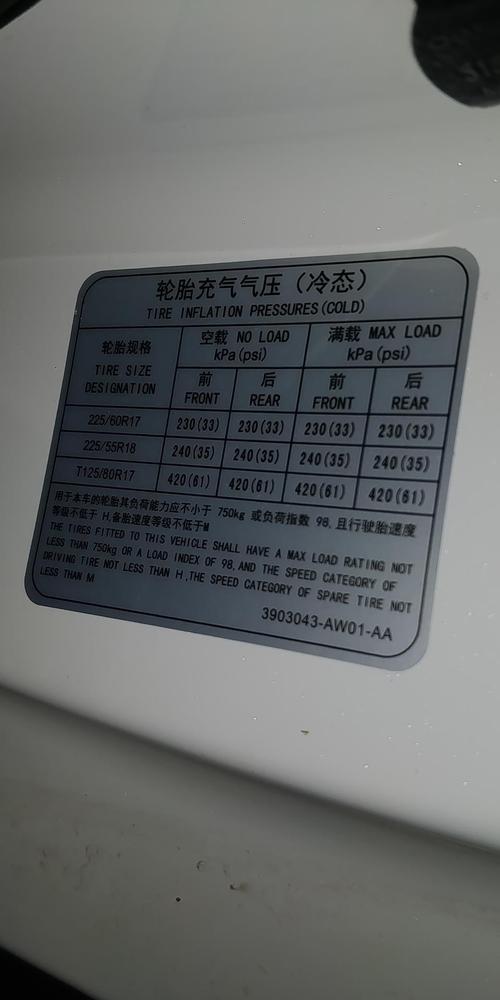 轮胎充气气压（冷态）
TIRE INFLATION PRESSURES(COLD)
轮胎规格
TIRE SIZE
DESIGNATION
空载 NO LOAD
kPa(psi)
满载 MAX LOAD
kPa(psi)
前
FRONT
后
REAR
前
FRONT
后
REAR
225/60R17 230(33) 230(33) 230(33) 230(33)
225/55R18 240(35) 240(35) 240(35) 240(35)
T125/80R17 420(61) 420(61) 420(61) 420(61)
用于本车的轮胎其负荷能力应不小于 750kg 或负荷指数 98,且行驶胎速度
等级不低于 H,备胎速度等级不低于M
THE TIRES FITTED TO THIS VEHICLE SHALL HAVE A MAX LOAD RATING NOT
LESS THAN 750kg OR A LOAD INDEX OF 98,AND THE SPEED CATEGORY OF
DRIVING TIRE NOT LESS THAN H ,THE SPEED CATEGORY OF SPARE TIRE NOT
LESS THAN M
3903043-AW01-AA